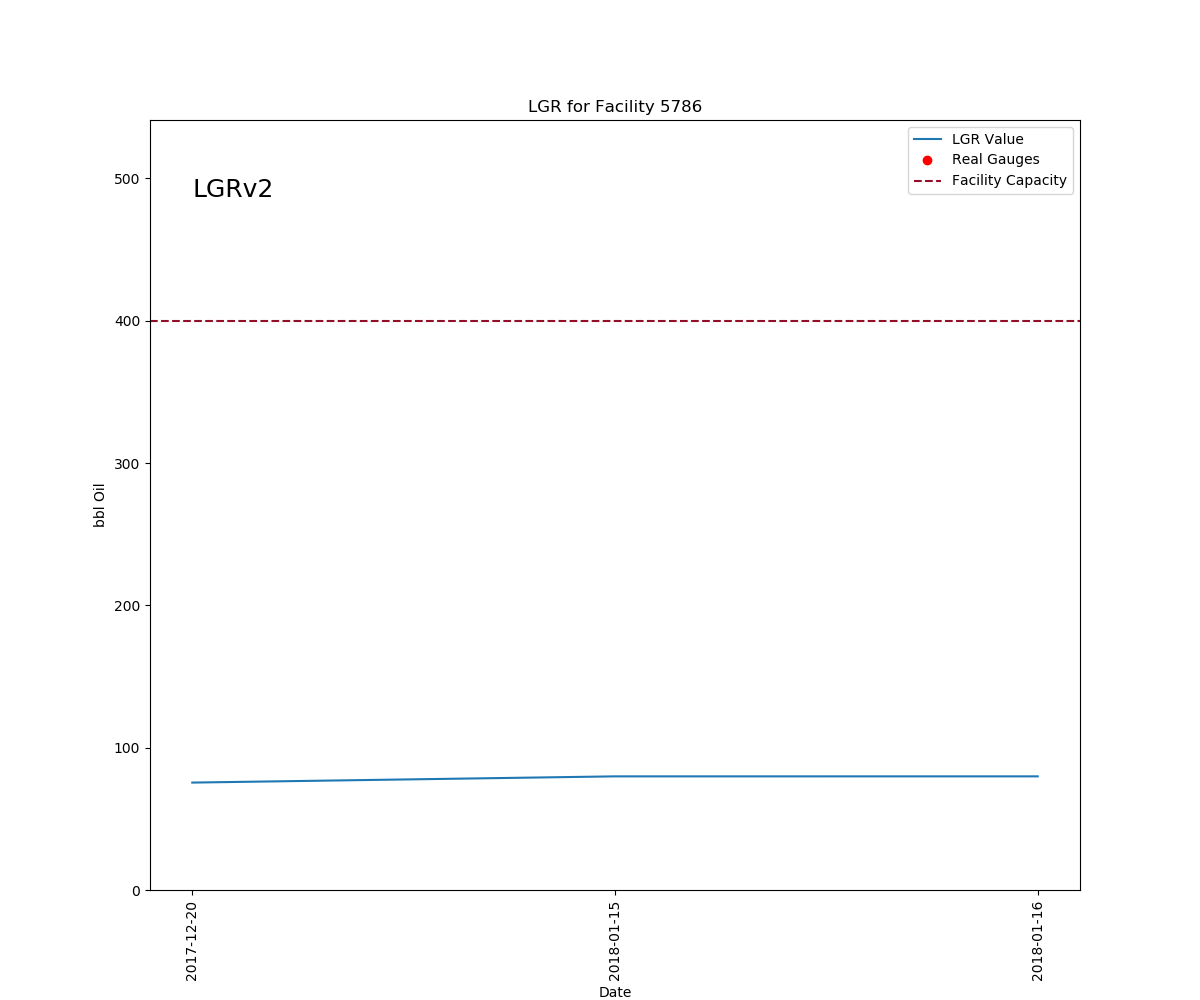 LGR for Facility 5786
LGRv2
LGR Value
Real Gauges
Facility Capacity
500
400
300
200
100
0
bbl Oil
2017-12-20
2018-01-15
2018-01-16
Date